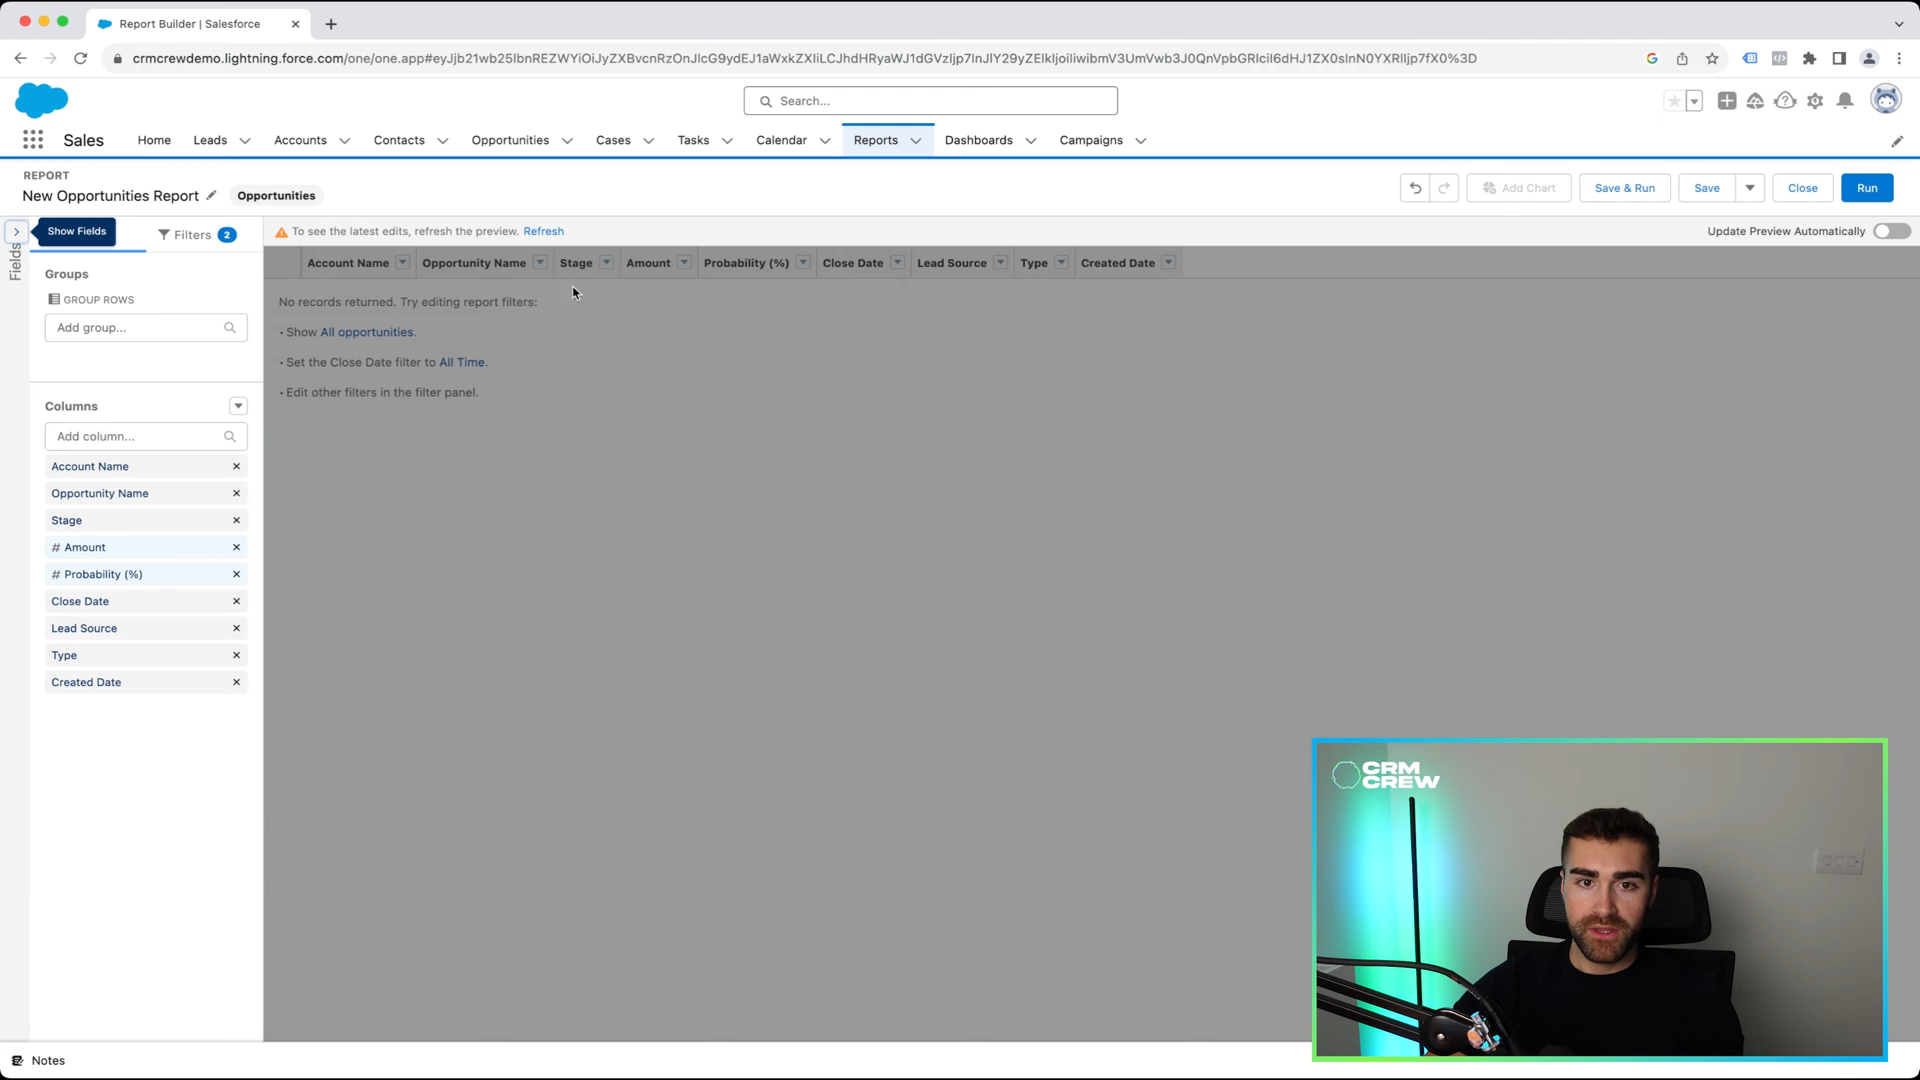 Report Builder | Salesforce
crmcrewdemo.lightning.force.com/one/one.app#eyJjb21wb25lbnREZWYiOiJyZXBvcnRzOnJlcG9ydEJ1aWxkZXIiLCJhdHRyaWJ1dGVzIjp7InJlY29yZElkIjoiIiwibmV3UmVwb3J0QnVpbGRlciI6dHJ1ZX0sInN0YXRlIjp7fX0%3D
Search...
Sales
Home
Leads
Accounts
Contacts
Opportunities
Cases
Tasks
Calendar
Reports
Dashboards
Campaigns
REPORT
New Opportunities Report
Opportunities
Add Chart
Save & Run
Save
Close
Run
Fields
Show Fields
Filters 2
To see the latest edits, refresh the preview. Refresh
Update Preview Automatically
Groups
GROUP ROWS
Add group...
Columns
Add column...
Account Name
Opportunity Name
Stage
# Amount
# Probability (%)
Close Date
Lead Source
Type
Created Date
Account Name
Opportunity Name
Stage
Amount
Probability (%)
Close Date
Lead Source
Type
Created Date
No records returned. Try editing report filters:
• Show All opportunities.
• Set the Close Date filter to All Time.
• Edit other filters in the filter panel.
CRM
CREW
Notes